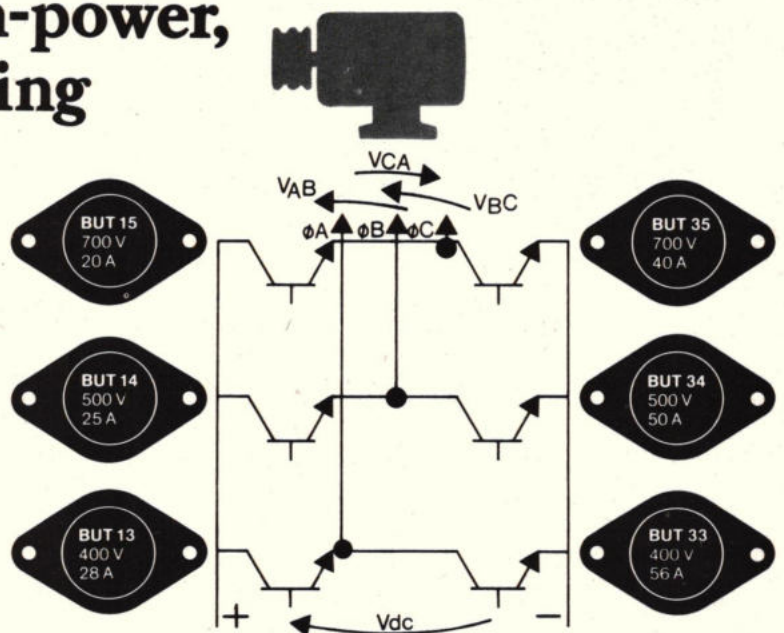 -power,
ing
VCA
VAB
VBC
ϕA ϕB ϕC
BUT 15
700 V
20 A
BUT 35
700 V
40 A
BUT 14
500 V
25 A
BUT 34
500 V
50 A
BUT 13
400 V
28 A
BUT 33
400 V
56 A
+
Vdc
−